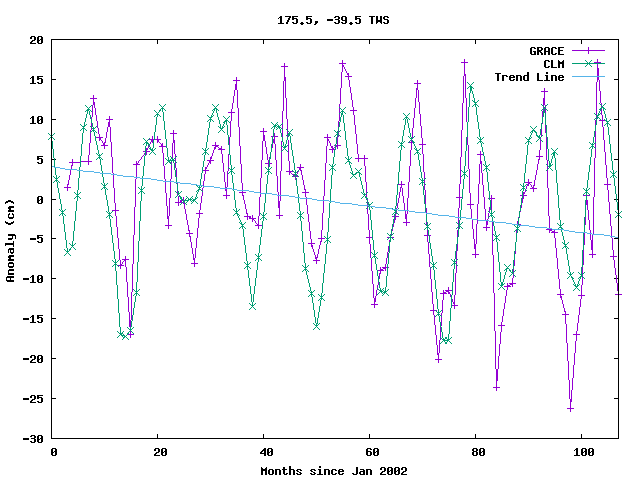 175.5, -39.5 TWS
GRACE
CLM
Trend Line
20
15
10
5
0
-5
-10
-15
-20
-25
-30
Anomaly (cm)
0 20 40 60 80 100
Months since Jan 2002